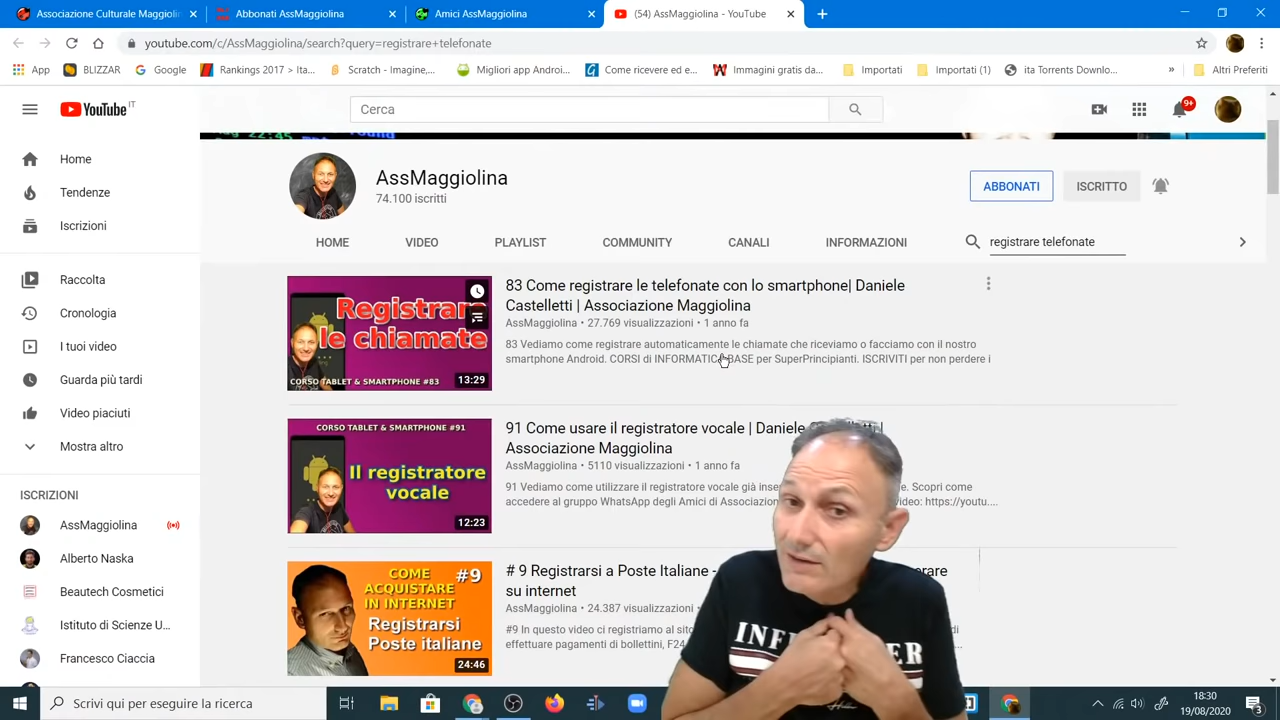 Associazione Culturale Maggiolin
Abbonati AssMaggiolina
Amici AssMaggiolina
(54) AssMaggiolina - YouTube
youtube.com/c/AssMaggiolina/search?query=registrare+telefonate
App
BLIZZAR
Google
Rankings 2017 > Ita...
Scratch - Imagine,...
Migliori app Androi...
Come ricevere ed e...
Immagini gratis da...
Importati
Importati (1)
ita Torrents Downlo...
»
Altri Preferiti
YouTube IT
Cerca
9+
Home
Tendenze
Iscrizioni
Raccolta
Cronologia
I tuoi video
Guarda più tardi
Video piaciuti
Mostra altro
ISCRIZIONI
AssMaggiolina
Alberto Naska
Beautech Cosmetici
Istituto di Scienze U...
Francesco Ciaccia
AssMaggiolina
74.100 iscritti
ABBONATI
ISCRITTO
HOME
VIDEO
PLAYLIST
COMMUNITY
CANALI
INFORMAZIONI
registrare telefonate
Registrare
le chiamate
CORSO TABLET & SMARTPHONE #83
13:29
83 Come registrare le telefonate con lo smartphone| Daniele
Castelletti | Associazione Maggiolina
AssMaggiolina • 27.769 visualizzazioni • 1 anno fa
83 Vediamo come registrare automaticamente le chiamate che riceviamo o facciamo con il nostro
smartphone Android. CORSI di INFORMATICA BASE per SuperPrincipianti. ISCRIVITI per non perdere i
CORSO TABLET & SMARTPHONE #91
Il registratore
vocale
12:23
91 Come usare il registratore vocale | Daniele |
Associazione Maggiolina
AssMaggiolina • 5110 visualizzazioni • 1 anno fa
91 Vediamo come utilizzare il registratore vocale già Scopri come
accedere al gruppo WhatsApp degli Amici di video: https://youtu....
COME
ACQUISTARE
IN INTERNET
#9
Registrarsi
Poste italiane
24:46
# 9 Registrarsi a Poste Italiane -
su internet
AssMaggiolina • 24.387 visualizzazioni
#9 In questo video ci registriamo al di
effettuare pagamenti di bollettini, F24
Scrivi qui per eseguire la ricerca
18:30
19/08/2020
3